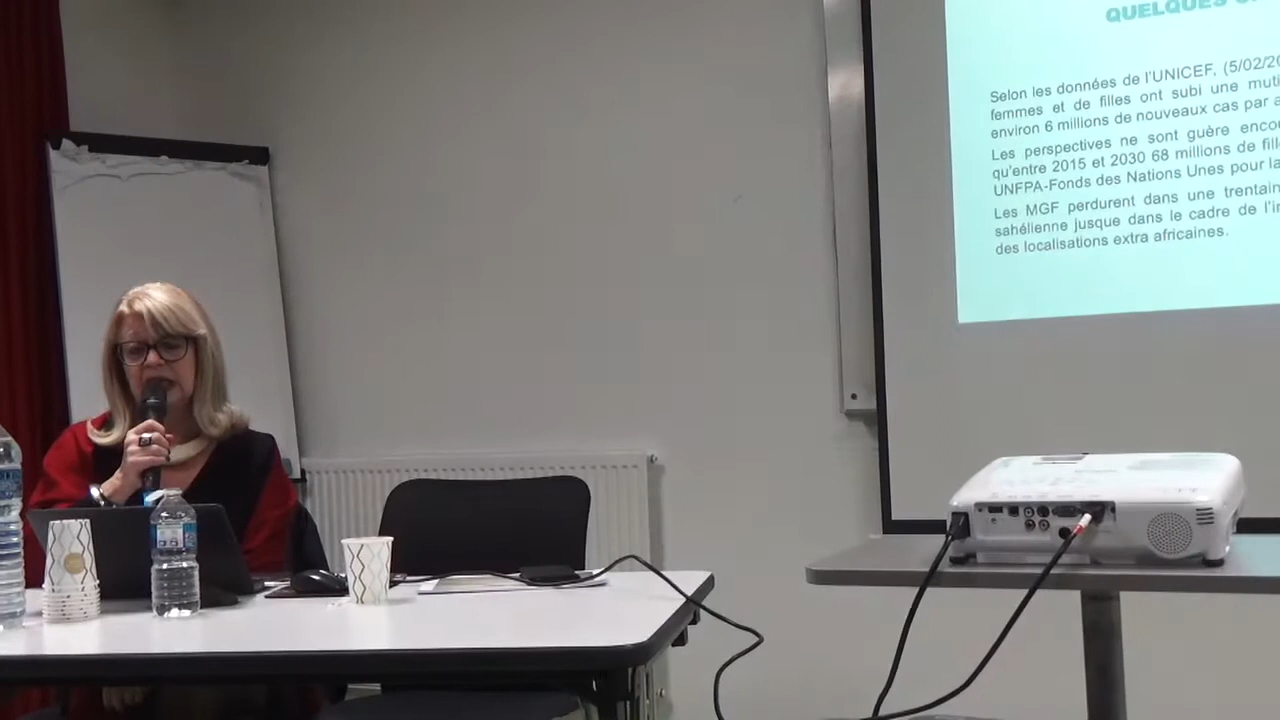 QUELQUES
Selon les données de l'UNICEF, (5/02/20
femmes et de filles ont subi une muti
environ 6 millions de nouveaux cas par a
Les perspectives ne sont guère enco
qu'entre 2015 et 2030 68 millions de fill
UNFPA-Fonds des Nations Unes pour la
Les MGF perdurent dans une trentain
sahélienne jusque dans le cadre de l'i
des localisations extra africaines.